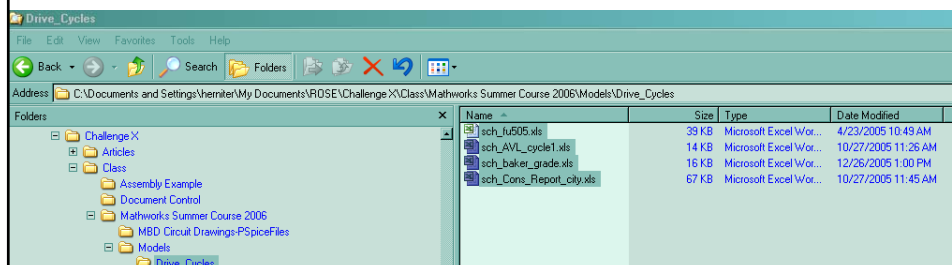 Drive_Cycles
File Edit View Favorites Tools Help
Back Search Folders
Address C:\Documents and Settings\herniter\My Documents\ROSE\Challenge X\Class\Mathworks Summer Course 2006\Models\Drive_Cycles
Folders × Name Size Type Date Modified
Challenge X
Articles
Class
Assembly Example
Document Control
Mathworks Summer Course 2006
MBD Circuit Drawings-PSpiceFiles
Models
Drive_Cycles
sch_fu505.xls 39 KB Microsoft Excel Wor... 4/23/2005 10:49 AM
sch_AVL_cycle1.xls 14 KB Microsoft Excel Wor... 10/27/2005 11:26 AM
sch_baker_grade.xls 16 KB Microsoft Excel Wor... 12/26/2005 1:00 PM
sch_Cons_Report_city.xls 67 KB Microsoft Excel Wor... 10/27/2005 11:45 AM